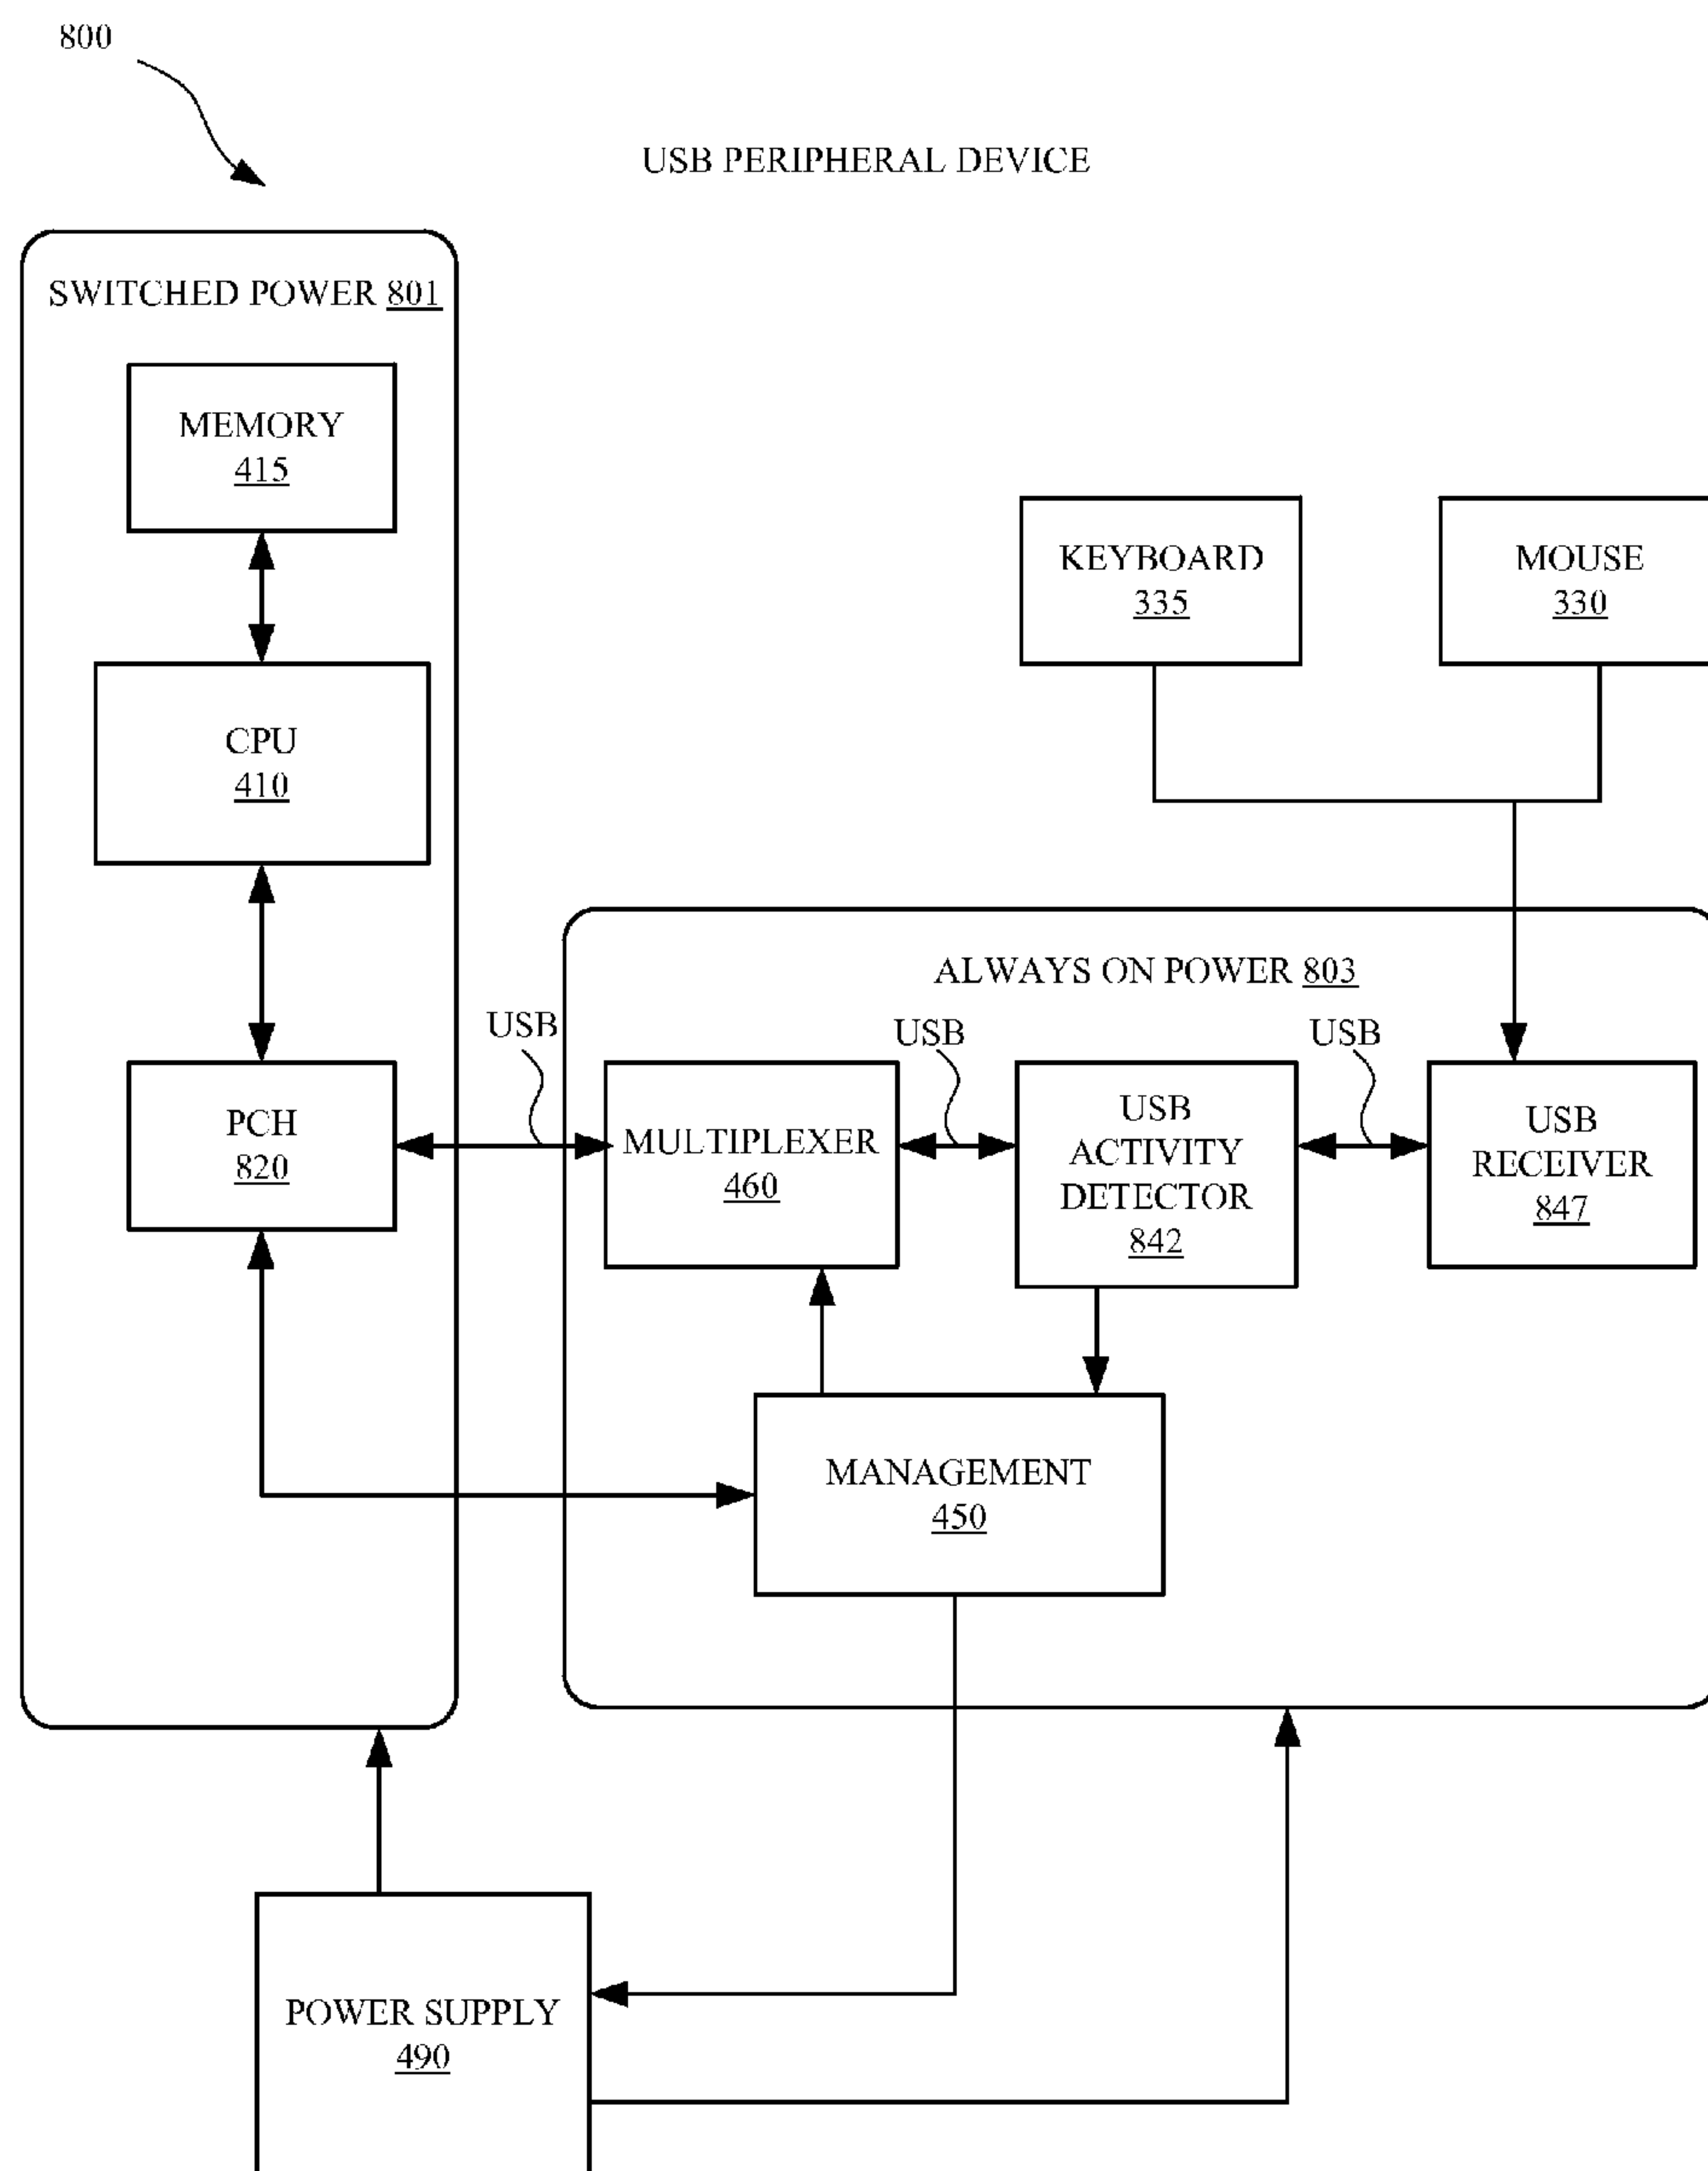 800
USB PERIPHERAL DEVICE
SWITCHED POWER 801
MEMORY
415
KEYBOARD
335
MOUSE
330
CPU
410
ALWAYS ON POWER 803
USB
USB
USB
PCH
820
MULTIPLEXER
460
USB
ACTIVITY
DETECTOR
842
USB
RECEIVER
847
MANAGEMENT
450
POWER SUPPLY
490